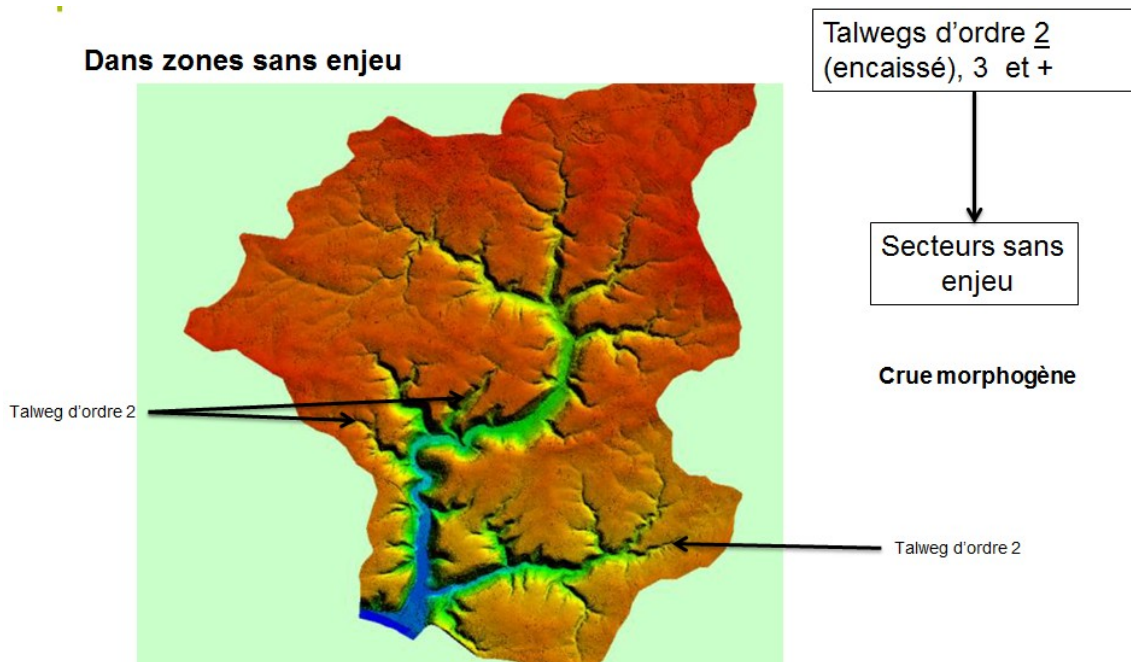 Dans zones sans enjeu
Talwegs d'ordre 2
(encaissé), 3 et +
Secteurs sans
enjeu
Crue morphogène
Talweg d'ordre 2
Talweg d'ordre 2